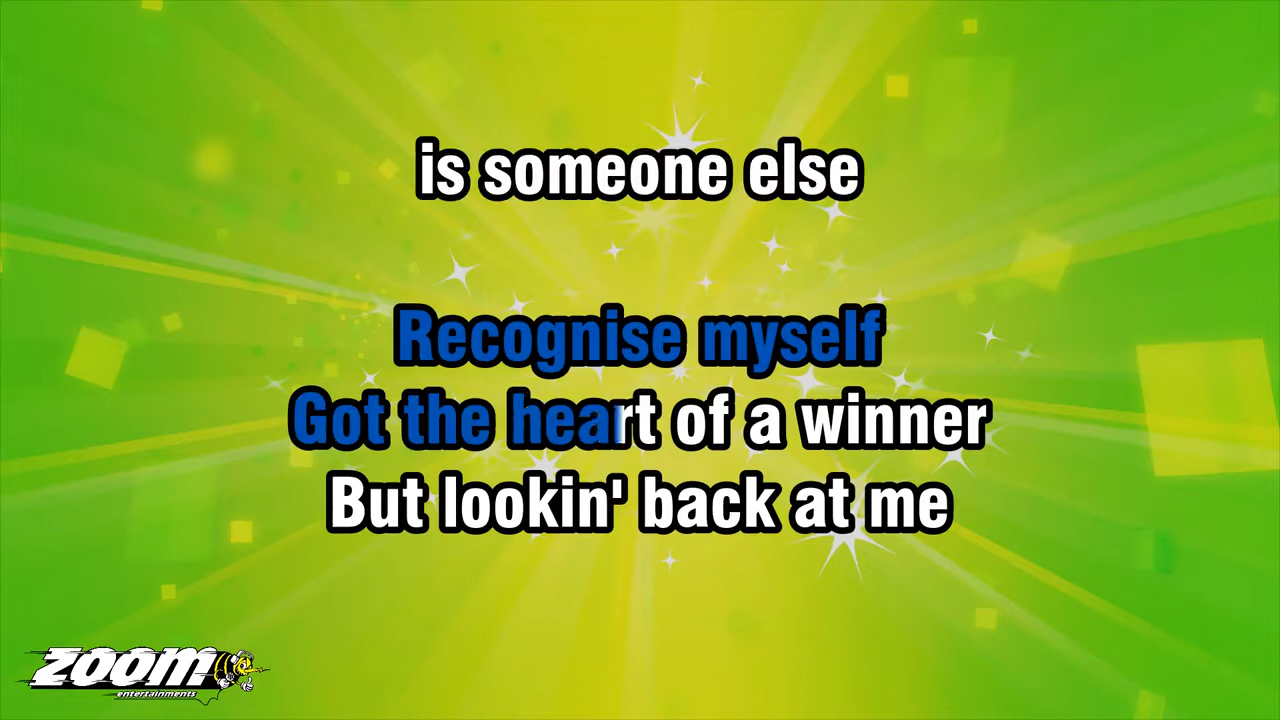 is someone else
Recognise myself
Got the heart of a winner
But lookin' back at me
ZOOM
entertainments